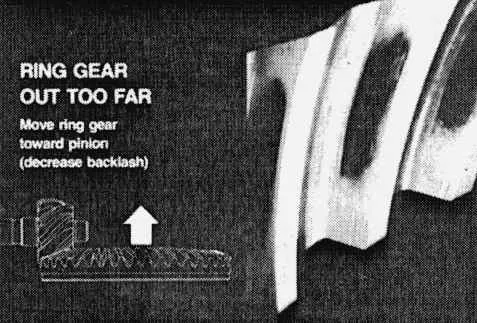 RING GEAR
OUT TOO FAR
Move ring gear
toward pinion
(decrease backlash)